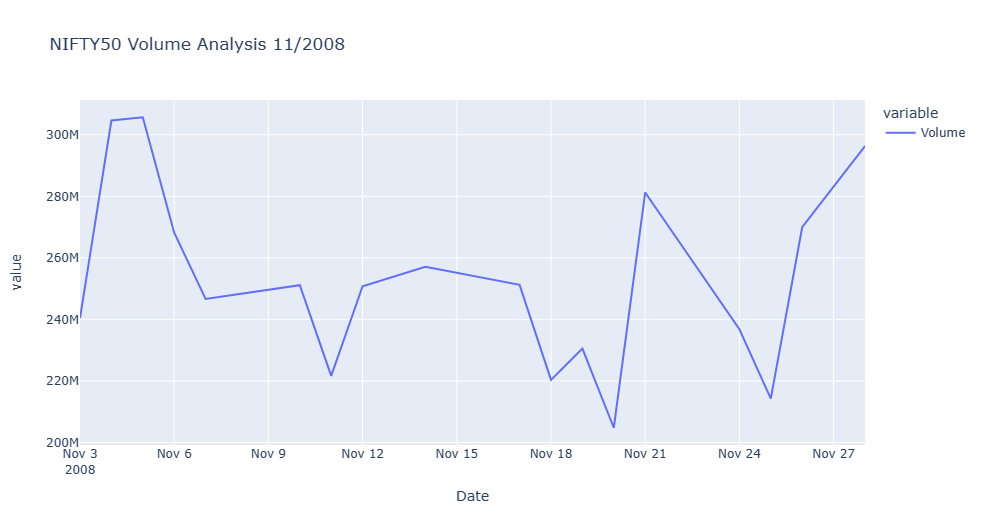 NIFTY50 Volume Analysis 11/2008
variable
Volume
300M
280M
260M
240M
220M
200M
value
Nov 3
2008
Nov 6
Nov 9
Nov 12
Nov 15
Nov 18
Nov 21
Nov 24
Nov 27
Date